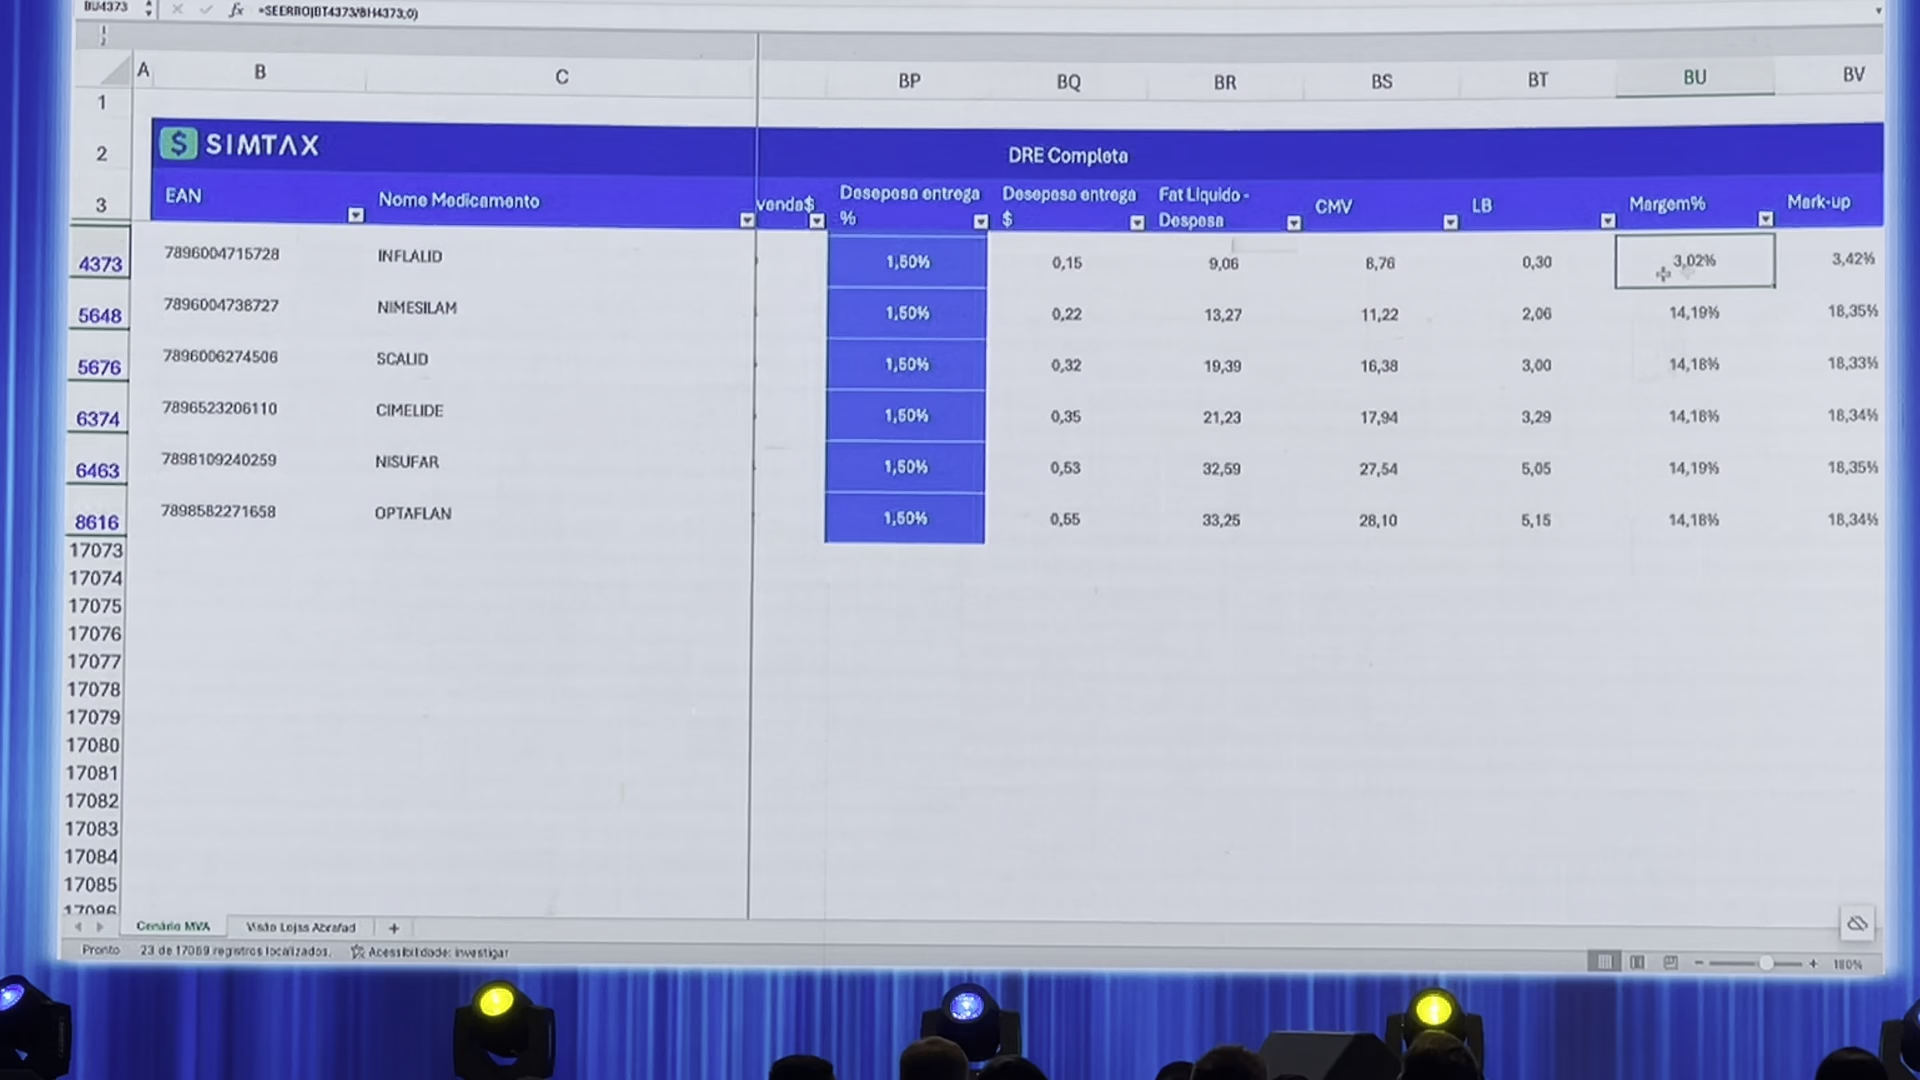 BU4373 fx =SEERRO(BT4373/BH4373;0)
A B C BP BQ BR BS BT BU BV
1
2 $ SIMTAX DRE Completa
3 EAN Nome Medicamento venda$ Desepesa entrega % Desepesa entrega $ Fat Liquido - Despesa CMV LB Margem% Mark-up
4373 7896004715728 INFLALID 1,50% 0,15 9,06 8,76 0,30 3,02% 3,42%
5648 7896004738727 NIMESILAM 1,50% 0,22 13,27 11,22 2,06 14,19% 18,35%
5676 7896006274506 SCALID 1,50% 0,32 19,39 16,38 3,00 14,18% 18,33%
6374 7896523206110 CIMELIDE 1,50% 0,35 21,23 17,94 3,29 14,18% 18,34%
6463 7898109240259 NISUFAR 1,50% 0,53 32,59 27,54 5,05 14,19% 18,35%
8616 7898582271658 OPTAFLAN 1,50% 0,55 33,25 28,10 5,15 14,18% 18,34%
17073
17074
17075
17076
17077
17078
17079
17080
17081
17082
17083
17084
17085
17086
Cenário MVA Visão Lojas Abrafad +
Pronto 23 de 17069 registros localizados. Acessibilidade: investigar 180%